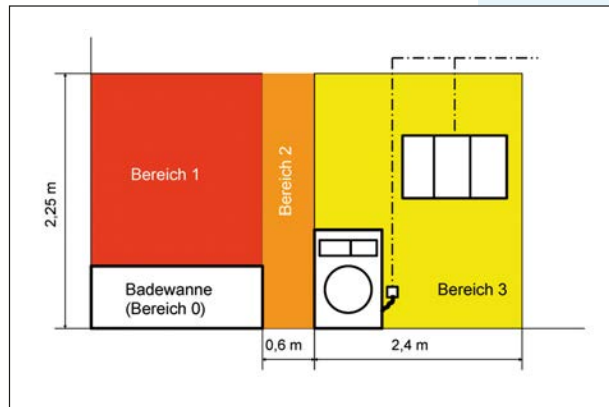 Bereich 1
Bereich 2
2,25 m
Badewanne
(Bereich 0)
Bereich 3
0,6 m
2,4 m